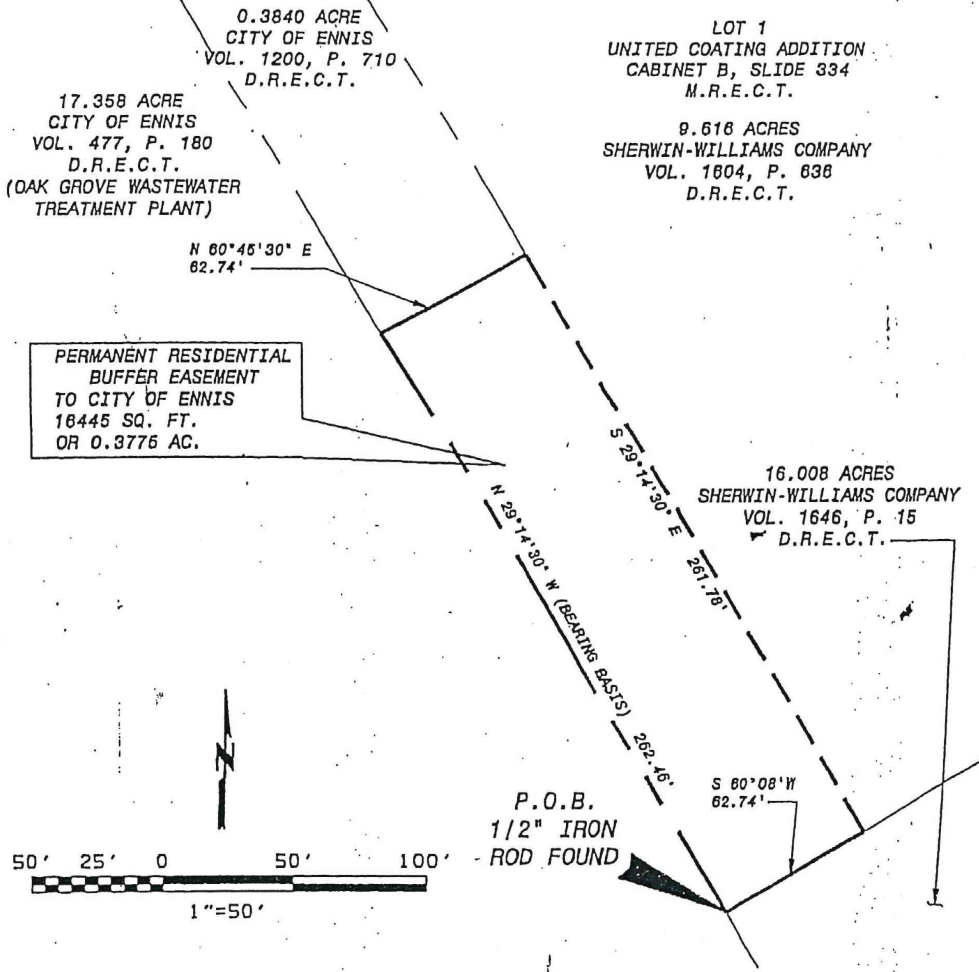 0.3840 ACRE
CITY OF ENNIS
VOL. 1200, P. 710
D.R.E.C.T.
LOT 1
UNITED COATING ADDITION
CABINET B, SLIDE 334
M.R.E.C.T.
17.358 ACRE
CITY OF ENNIS
VOL. 477, P. 180
D.R.E.C.T.
(OAK GROVE WASTEWATER
TREATMENT PLANT)
9.616 ACRES
SHERWIN-WILLIAMS COMPANY
VOL. 1604, P. 636
D.R.E.C.T.
N 60°45'30" E
62.74'
PERMANENT RESIDENTIAL
BUFFER EASEMENT
TO CITY OF ENNIS
16445 SQ. FT.
OR 0.3775 AC.
S 29°14'30" E 261.78'
16.008 ACRES
SHERWIN-WILLIAMS COMPANY
VOL. 1646, P. 15
D.R.E.C.T.
N 29°14'30" W (BEARING BASIS) 262.46'
N
S 60°08'W
62.74'
P.O.B.
1/2" IRON
ROD FOUND
50' 25' 0 50' 100'
1"=50'